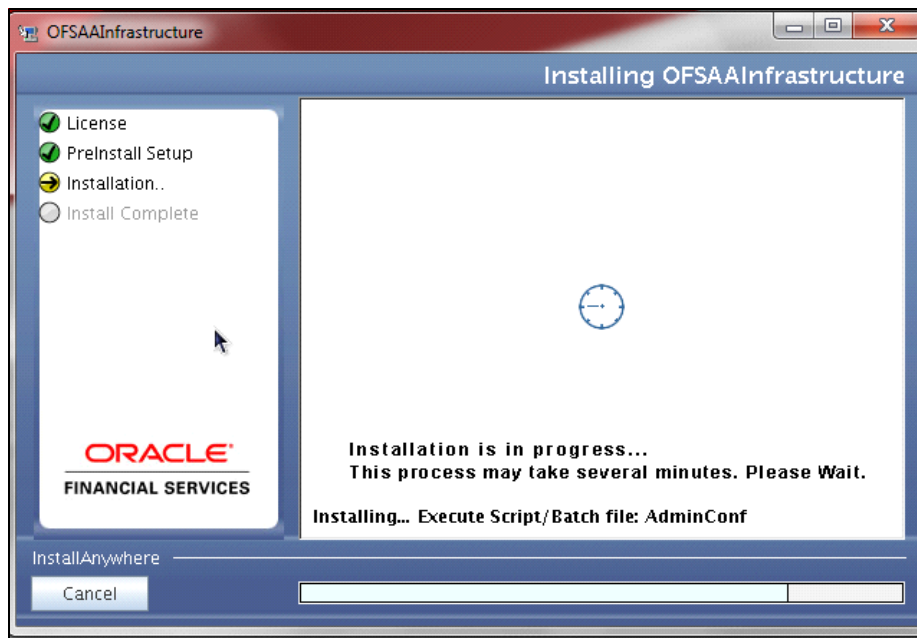 OFSAAInfrastructure
Installing OFSAAInfrastructure
License
PreInstall Setup
Installation..
Install Complete
ORACLE
FINANCIAL SERVICES
Installation is in progress...
This process may take several minutes. Please Wait.
Installing... Execute Script/Batch file: AdminConf
InstallAnywhere
Cancel